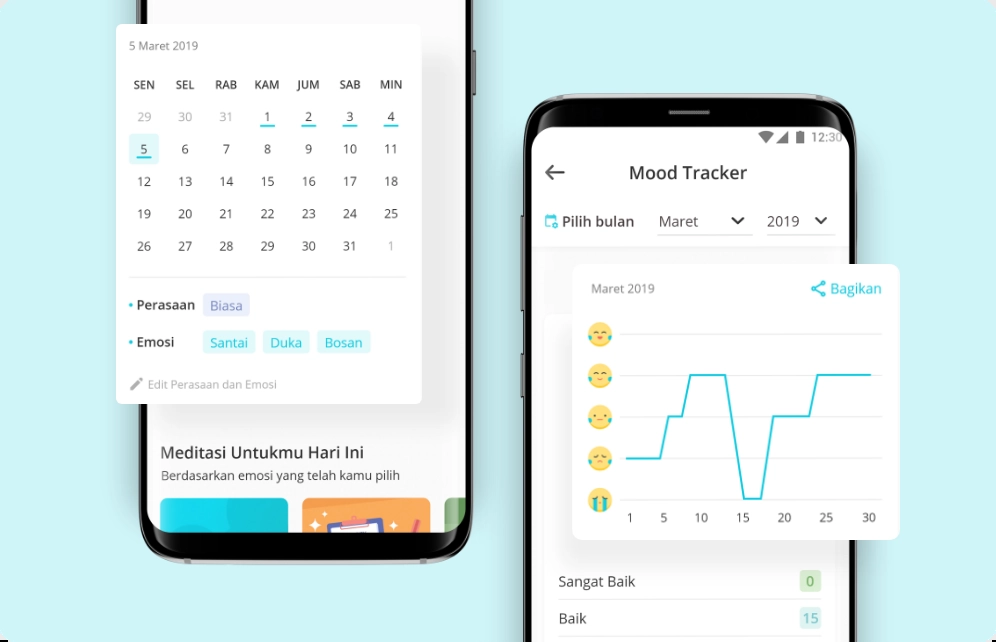 5 Maret 2019
SEN SEL RAB KAM JUM SAB MIN
29 30 31 1 2 3 4
5 6 7 8 9 10 11
12 13 14 15 16 17 18
19 20 21 22 23 24 25
26 27 28 29 30 31 1
Perasaan Biasa
Emosi Santai Duka Bosan
Edit Perasaan dan Emosi
Meditasi Untukmu Hari Ini
Berdasarkan emosi yang telah kamu pilih
12:30
Mood Tracker
Pilih bulan Maret 2019
Maret 2019 Bagikan
1 5 10 15 20 25 30
Sangat Baik 0
Baik 15